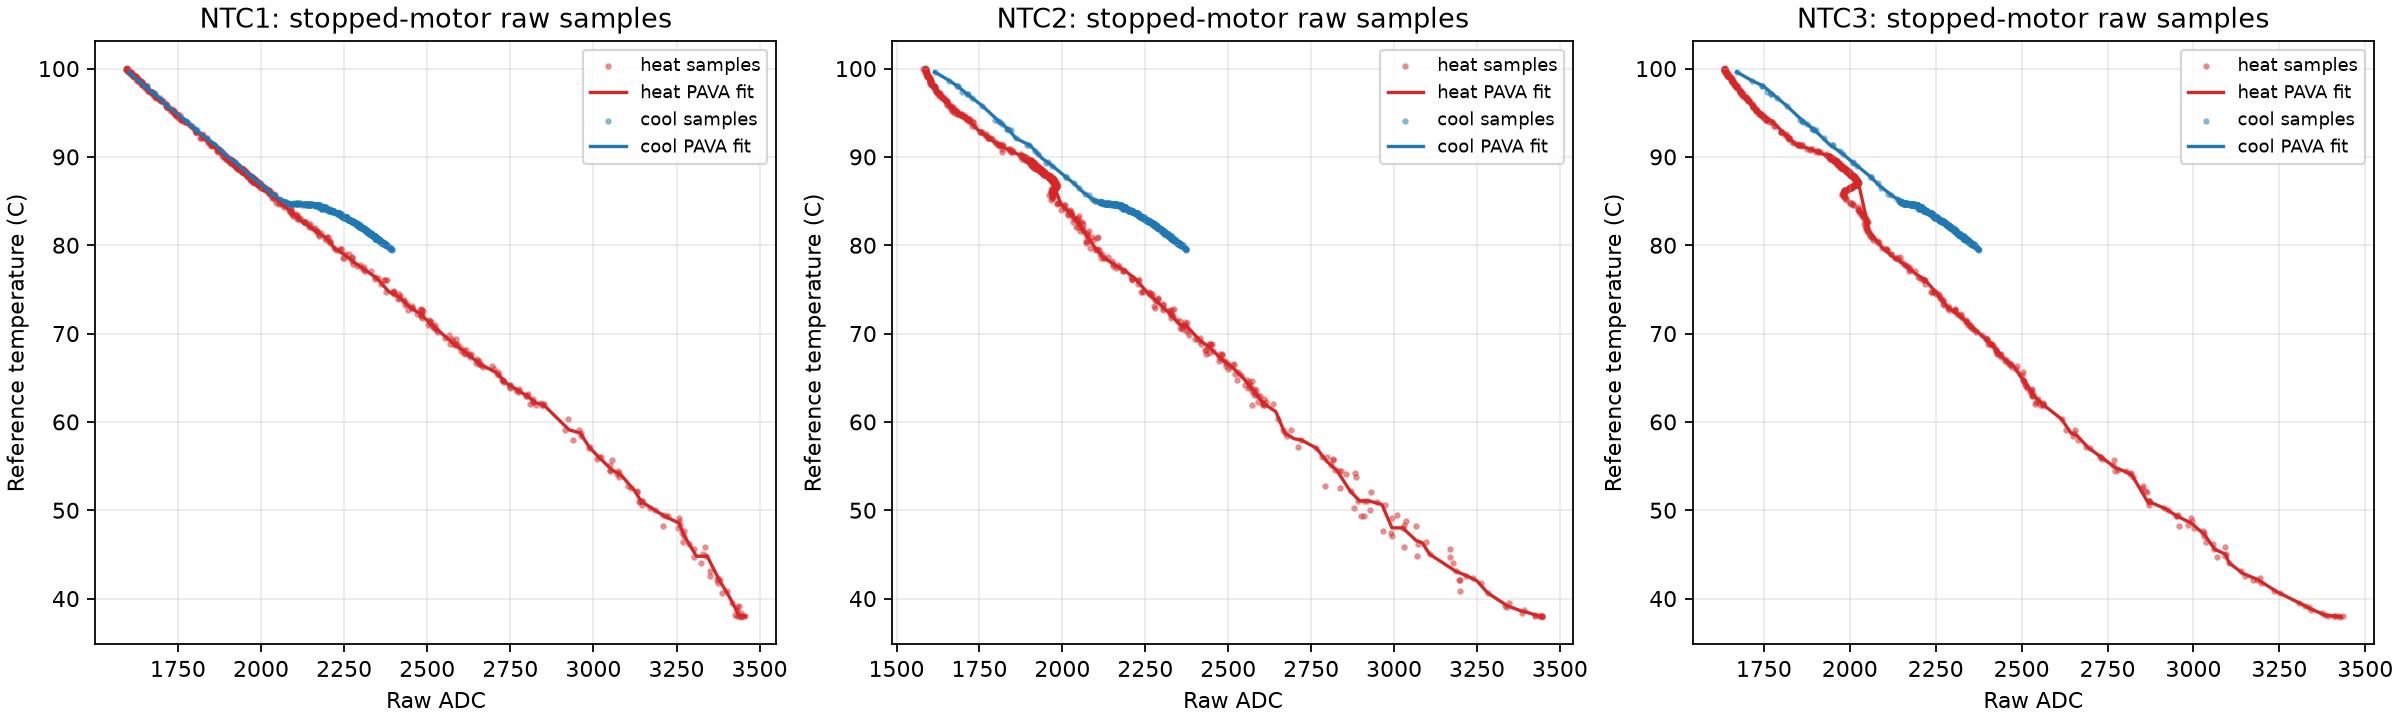 NTC1: stopped-motor raw samples
heat samples
heat PAVA fit
cool samples
cool PAVA fit
100
90
80
70
60
50
40
Reference temperature (C)
1750 2000 2250 2500 2750 3000 3250 3500
Raw ADC
NTC2: stopped-motor raw samples
heat samples
heat PAVA fit
cool samples
cool PAVA fit
100
90
80
70
60
50
40
Reference temperature (C)
1500 1750 2000 2250 2500 2750 3000 3250 3500
Raw ADC
NTC3: stopped-motor raw samples
heat samples
heat PAVA fit
cool samples
cool PAVA fit
100
90
80
70
60
50
40
Reference temperature (C)
1750 2000 2250 2500 2750 3000 3250 3500
Raw ADC